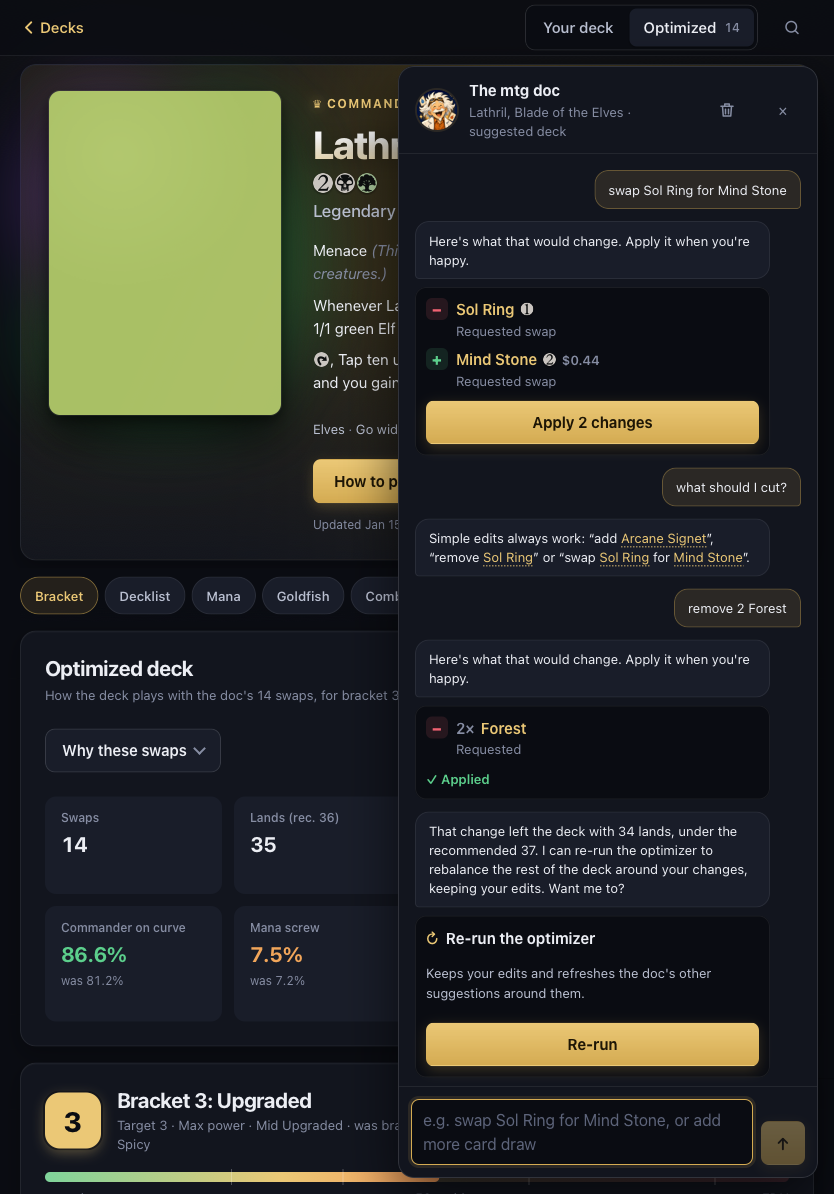 Decks
Your deck
Optimized 14
COMMAND
Lathr
2
Legendary
Menace (Thi
creatures.)
Whenever La
1/1 green Elf
, Tap ten u
and you gain
Elves · Go wid
How to p
Updated Jan 15
Bracket
Decklist
Mana
Goldfish
Comb
Optimized deck
How the deck plays with the doc's 14 swaps, for bracket 3
Why these swaps
Swaps
14
Lands (rec. 36)
35
Commander on curve
86.6%
was 81.2%
Mana screw
7.5%
was 7.2%
3
Bracket 3: Upgraded
Target 3 · Max power · Mid Upgraded · was bra
Spicy
The mtg doc
Lathril, Blade of the Elves ·
suggested deck
×
swap Sol Ring for Mind Stone
Here's what that would change. Apply it when you're
happy.
− Sol Ring 1
Requested swap
+ Mind Stone 2 $0.44
Requested swap
Apply 2 changes
what should I cut?
Simple edits always work: “add Arcane Signet”,
“remove Sol Ring” or “swap Sol Ring for Mind Stone”.
remove 2 Forest
Here's what that would change. Apply it when you're
happy.
− 2× Forest
Requested
✓ Applied
That change left the deck with 34 lands, under the
recommended 37. I can re-run the optimizer to
rebalance the rest of the deck around your changes,
keeping your edits. Want me to?
Re-run the optimizer
Keeps your edits and refreshes the doc's other
suggestions around them.
Re-run
e.g. swap Sol Ring for Mind Stone, or add
more card draw